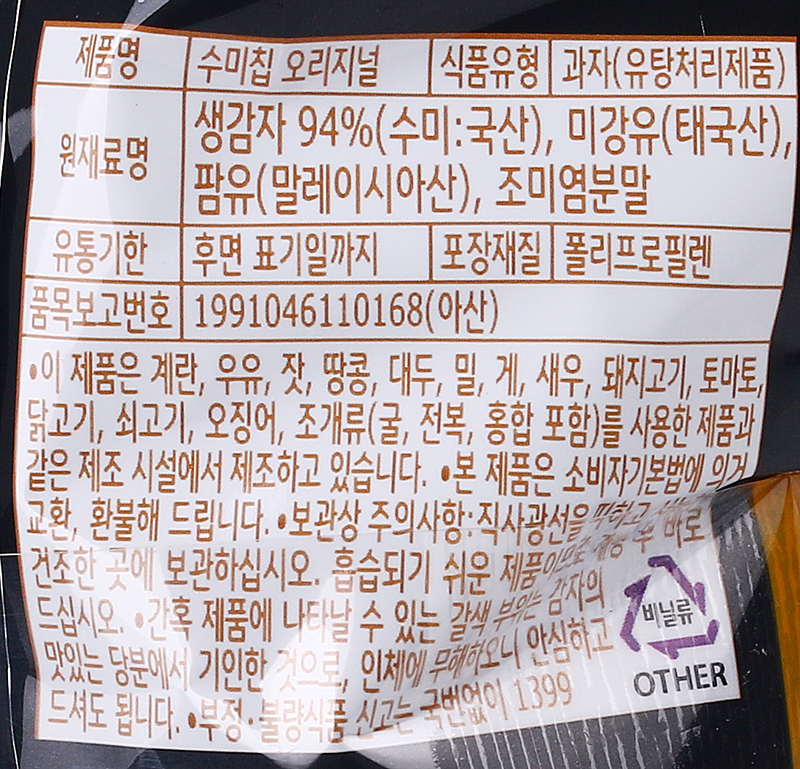 제품명 수미칩 오리지널 식품유형 과자(유탕처리제품)
원재료명 생감자 94%(수미:국산), 미강유(태국산),
팜유(말레이시아산), 조미염분말
유통기한 후면 표기일까지 포장재질 폴리프로필렌
품목보고번호 1991046110168(아산)
•이 제품은 계란, 우유, 잣, 땅콩, 대두, 밀, 게, 새우, 돼지고기, 토마토,
닭고기, 쇠고기, 오징어, 조개류(굴, 전복, 홍합 포함)를 사용한 제품과
같은 제조 시설에서 제조하고 있습니다. •본 제품은 소비자기본법에 의거
교환, 환불해 드립니다. •보관상 주의사항: 직사광선을 피하고
건조한 곳에 보관하십시오. 흡습되기 쉬운 제품이므로 개봉 후 바로
드십시오. •간혹 제품에 나타날 수 있는 갈색 부위는 감자의
맛있는 당분에서 기인한 것으로, 인체에 무해하오니 안심하고
드셔도 됩니다. •부정·불량식품 신고는 국번없이 1399
비닐류
OTHER